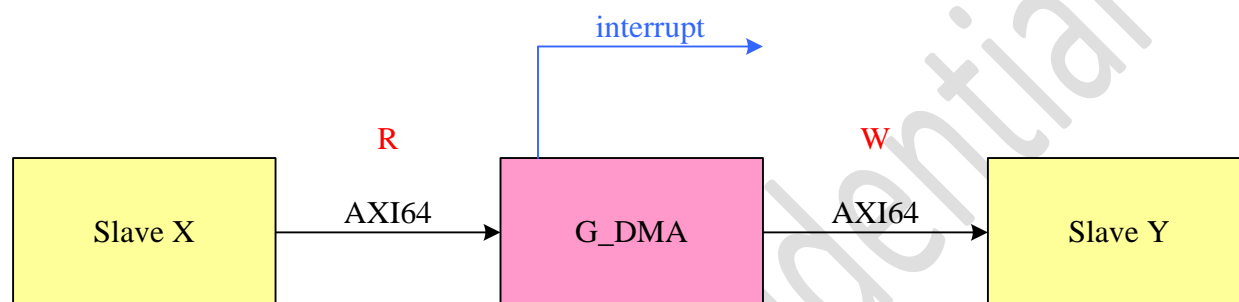 interrupt
R
W
Slave X
AXI64
G_DMA
AXI64
Slave Y